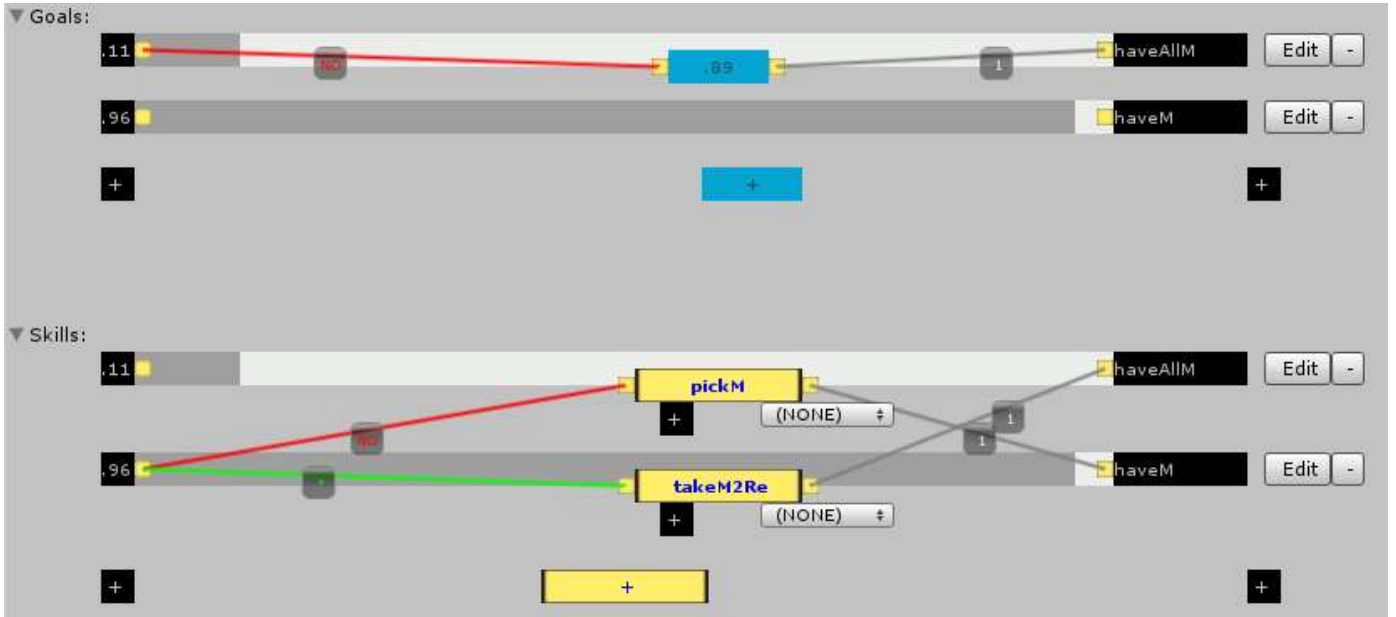 Goals:
.11 NO .89 1 haveAllM Edit -
.96 haveM Edit -
+ + +
Skills:
.11 haveAllM Edit -
pickM
+ (NONE) 1
NO 1
.96 * haveM Edit -
takeM2Re
+ (NONE)
+ + +